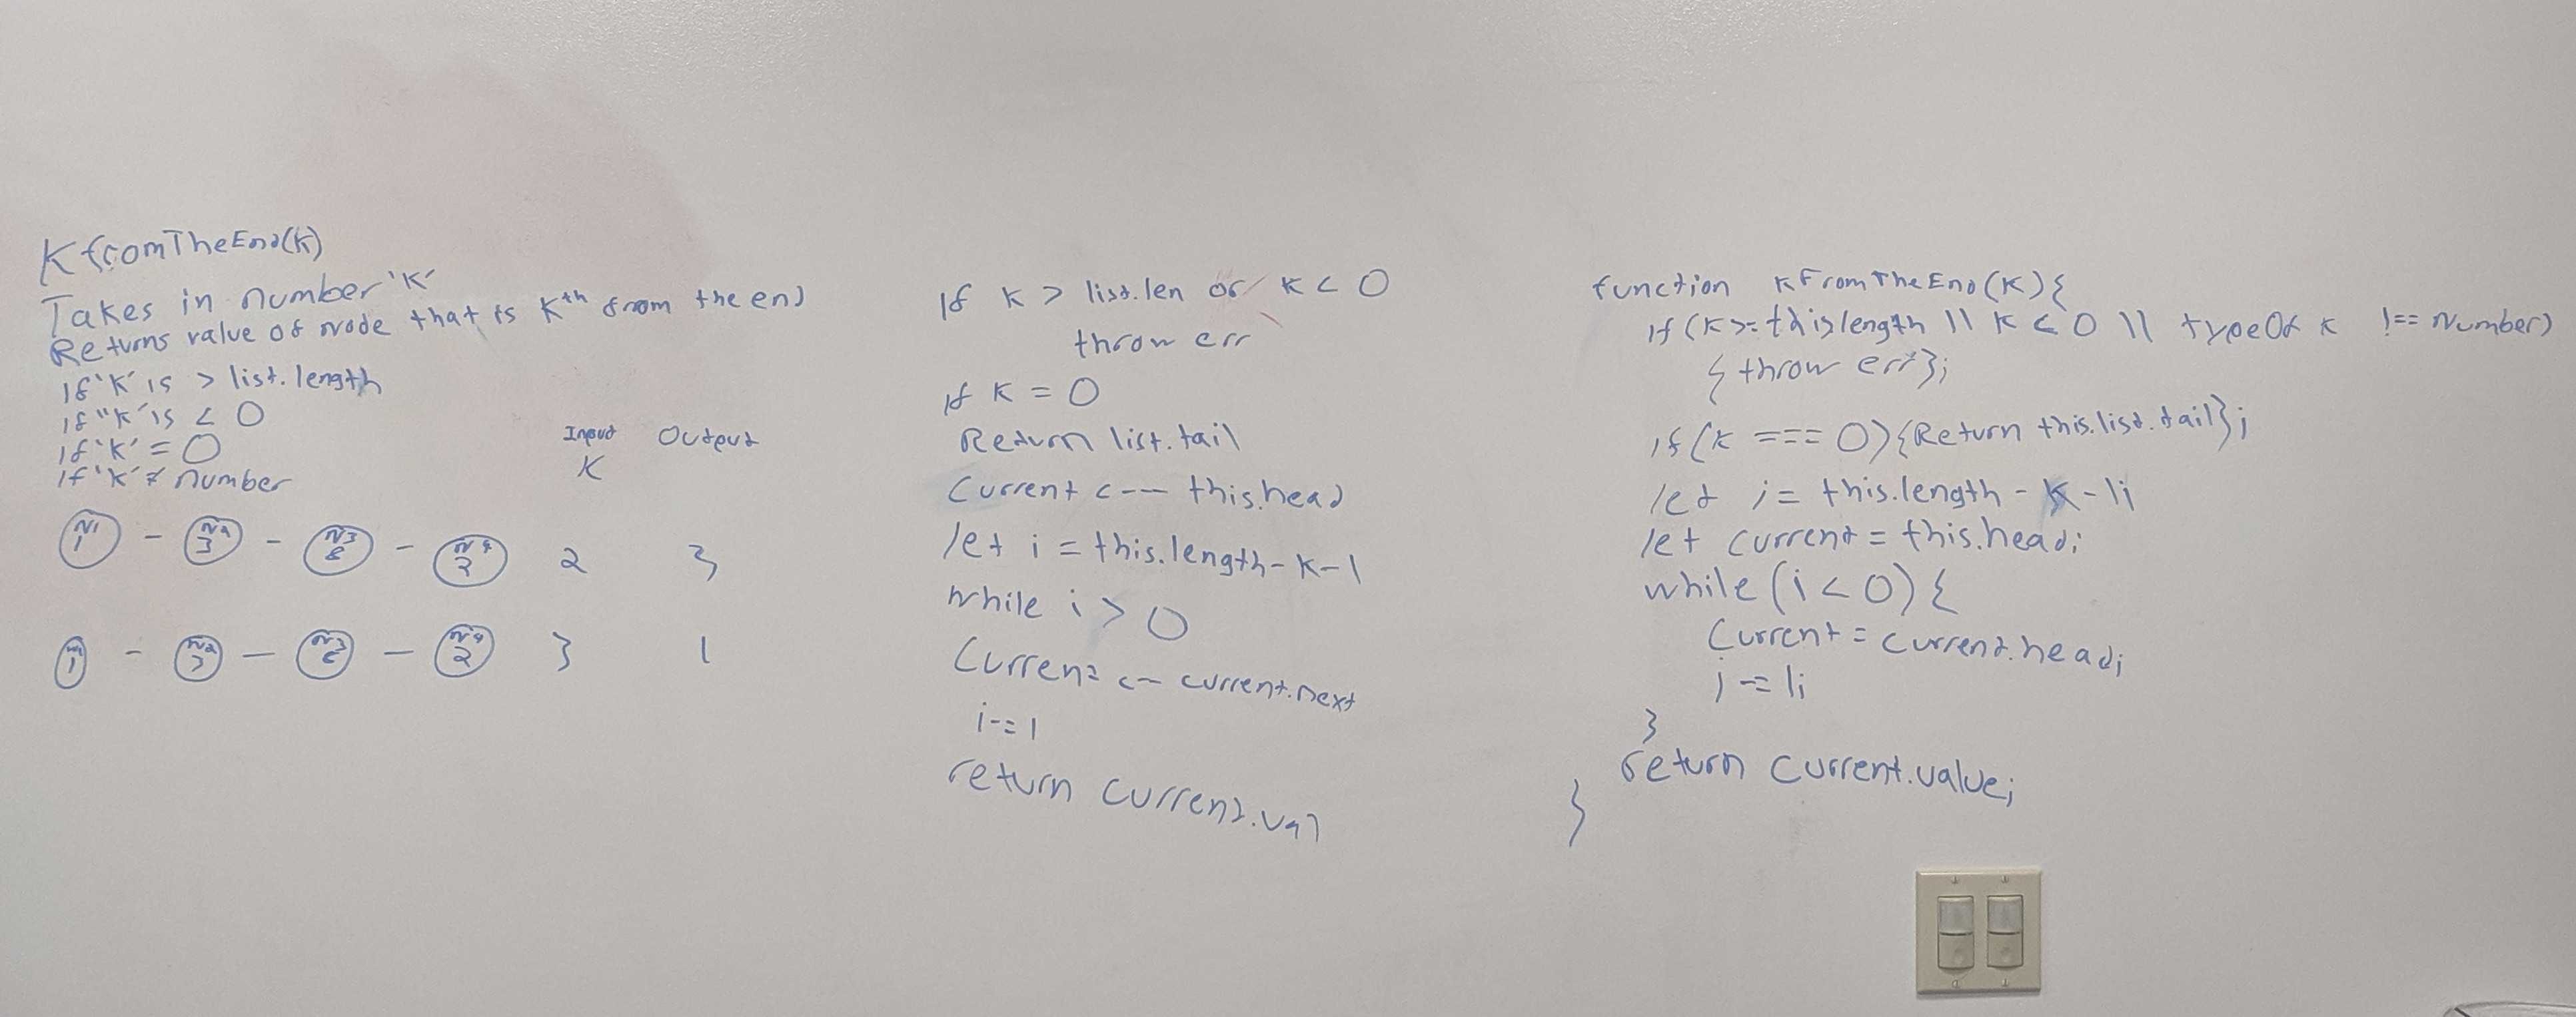 KfromTheEnd(K)
Takes in number 'K'
Returns value of node that is Kth from the end
If 'K' is > list.length
if "K' is < 0
if 'K' = 0
If 'K' ≠ number
Input Output
K
N1 1 - N2 3 - N3 8 - N4 2 2 3
N1 1 - N2 3 - N3 8 - N4 2 3 1
If K > list.len or K < 0
throw err
if K = 0
Return list.tail
Current <-- this.head
let i = this.length-K-1
while i > 0
Current <- current.next
i-=1
return current.val
function KFromTheEnd(K){
if (K>= this.length || K < 0 || typeOf K !== Number)
{ throw err};
if (K === 0){Return this.list.tail};
let i = this.length - K - 1;
let current = this.head;
while (i < 0) {
Current = current.head;
i -= 1;
}
return current.value;
}